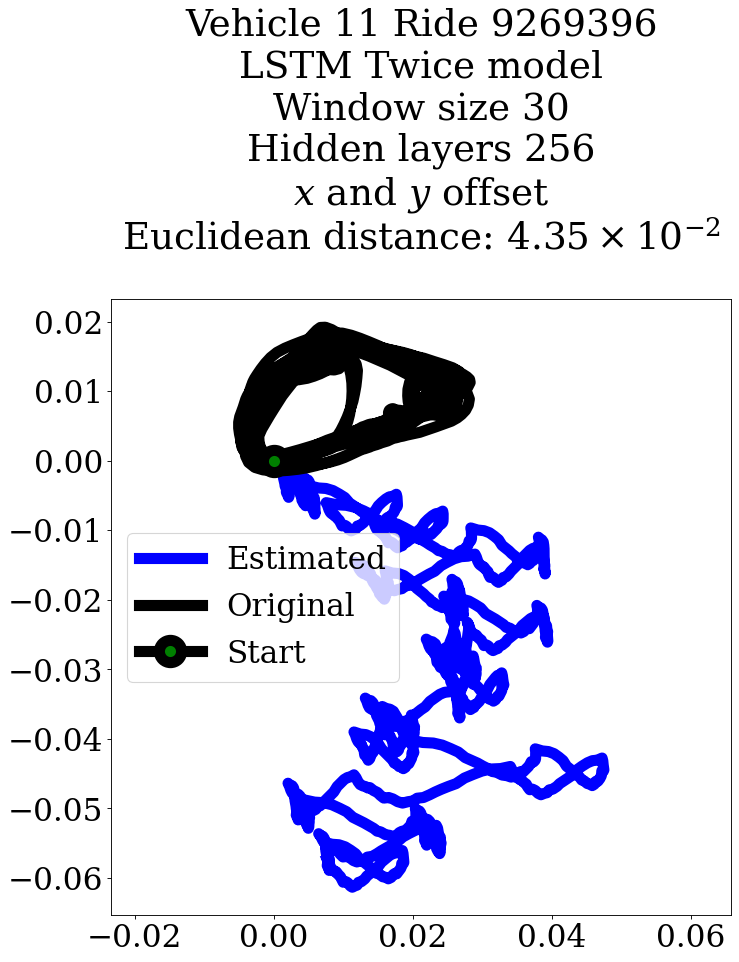 Vehicle 11 Ride 9269396
LSTM Twice model
Window size 30
Hidden layers 256
x and y offset
Euclidean distance: 4.35 × 10⁻²
0.02
0.01
0.00
−0.01
−0.02
−0.03
−0.04
−0.05
−0.06
Estimated
Original
Start
−0.02 0.00 0.02 0.04 0.06